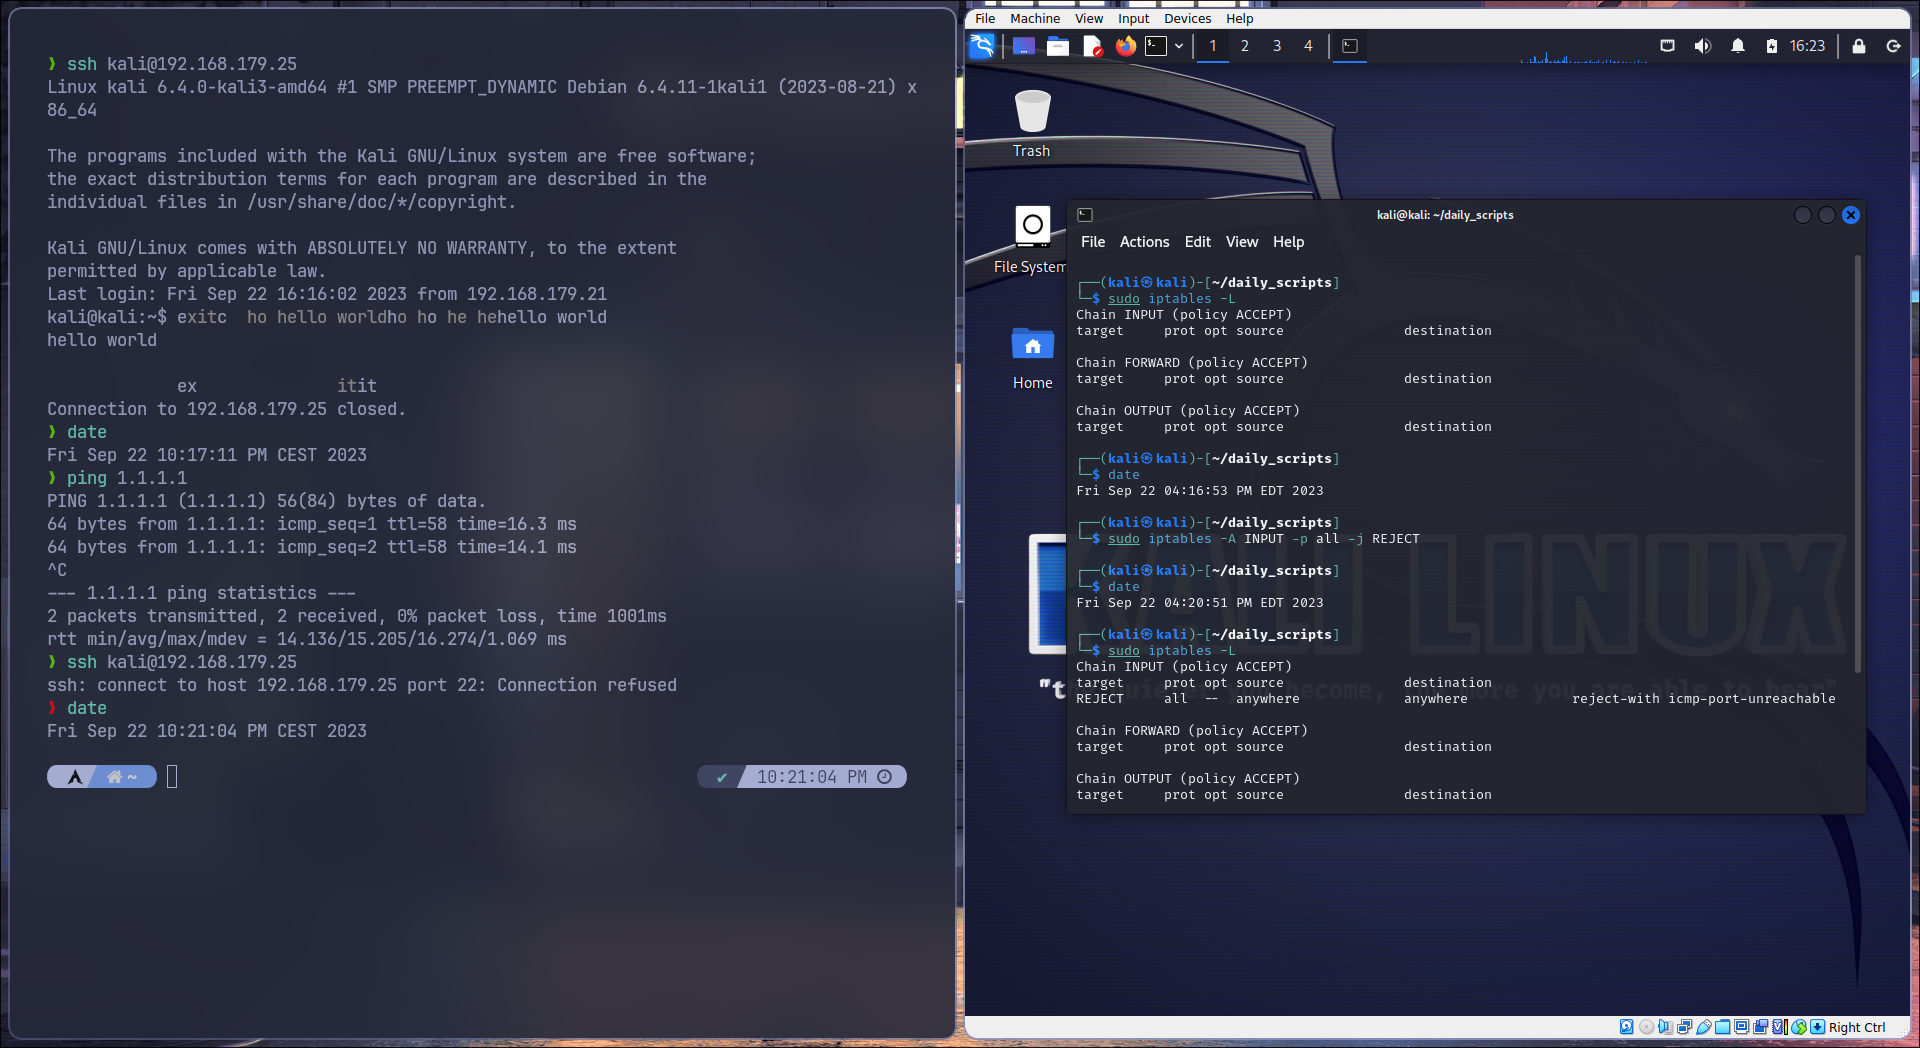 ❱ ssh kali@192.168.179.25
Linux kali 6.4.0-kali3-amd64 #1 SMP PREEMPT_DYNAMIC Debian 6.4.11-1kali1 (2023-08-21) x
86_64
The programs included with the Kali GNU/Linux system are free software;
the exact distribution terms for each program are described in the
individual files in /usr/share/doc/*/copyright.
Kali GNU/Linux comes with ABSOLUTELY NO WARRANTY, to the extent
permitted by applicable law.
Last login: Fri Sep 22 16:16:02 2023 from 192.168.179.21
kali@kali:~$ exitc  ho hello worldho ho he hehello world
hello world
ex              itit
Connection to 192.168.179.25 closed.
❱ date
Fri Sep 22 10:17:11 PM CEST 2023
❱ ping 1.1.1.1
PING 1.1.1.1 (1.1.1.1) 56(84) bytes of data.
64 bytes from 1.1.1.1: icmp_seq=1 ttl=58 time=16.3 ms
64 bytes from 1.1.1.1: icmp_seq=2 ttl=58 time=14.1 ms
^C
--- 1.1.1.1 ping statistics ---
2 packets transmitted, 2 received, 0% packet loss, time 1001ms
rtt min/avg/max/mdev = 14.136/15.205/16.274/1.069 ms
❱ ssh kali@192.168.179.25
ssh: connect to host 192.168.179.25 port 22: Connection refused
❱ date
Fri Sep 22 10:21:04 PM CEST 2023
~ ✔ 10:21:04 PM
File Machine View Input Devices Help
1 2 3 4 16:23
Trash
File System
Home
kali@kali: ~/daily_scripts
File Actions Edit View Help
┌──(kali㉿kali)-[~/daily_scripts]
└─$ sudo iptables -L
Chain INPUT (policy ACCEPT)
target     prot opt source               destination
Chain FORWARD (policy ACCEPT)
target     prot opt source               destination
Chain OUTPUT (policy ACCEPT)
target     prot opt source               destination
┌──(kali㉿kali)-[~/daily_scripts]
└─$ date
Fri Sep 22 04:16:53 PM EDT 2023
┌──(kali㉿kali)-[~/daily_scripts]
└─$ sudo iptables -A INPUT -p all -j REJECT
┌──(kali㉿kali)-[~/daily_scripts]
└─$ date
Fri Sep 22 04:20:51 PM EDT 2023
┌──(kali㉿kali)-[~/daily_scripts]
└─$ sudo iptables -L
Chain INPUT (policy ACCEPT)
target     prot opt source               destination
REJECT     all  --  anywhere             anywhere             reject-with icmp-port-unreachable
Chain FORWARD (policy ACCEPT)
target     prot opt source               destination
Chain OUTPUT (policy ACCEPT)
target     prot opt source               destination
KALI LINUX
"the quieter you become, the more you are able to hear"
Right Ctrl